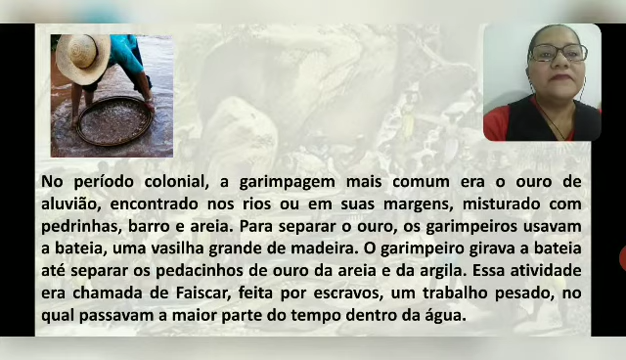 No período colonial, a garimpagem mais comum era o ouro de
aluvião, encontrado nos rios ou em suas margens, misturado com
pedrinhas, barro e areia. Para separar o ouro, os garimpeiros usavam
a bateia, uma vasilha grande de madeira. O garimpeiro girava a bateia
até separar os pedacinhos de ouro da areia e da argila. Essa atividade
era chamada de Faiscar, feita por escravos, um trabalho pesado, no
qual passavam a maior parte do tempo dentro da água.